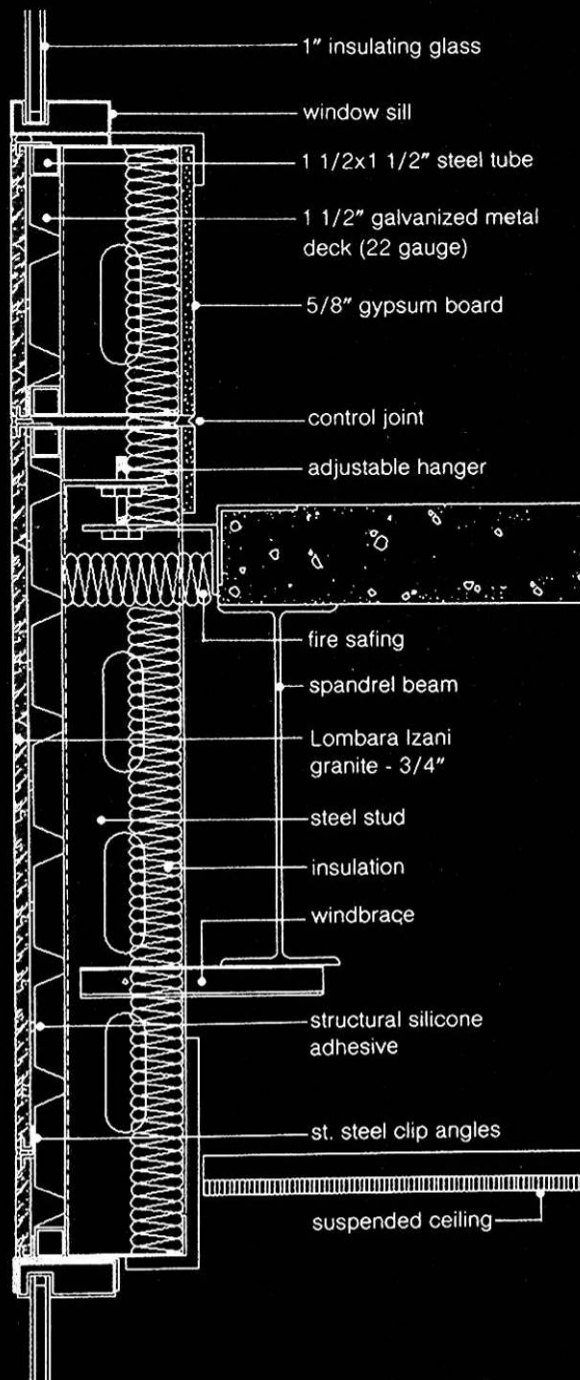 1" insulating glass
window sill
1 1/2x1 1/2" steel tube
1 1/2" galvanized metal
deck (22 gauge)
5/8" gypsum board
control joint
adjustable hanger
fire safing
spandrel beam
Lombara Izani
granite - 3/4"
steel stud
insulation
windbrace
structural silicone
adhesive
st. steel clip angles
suspended ceiling